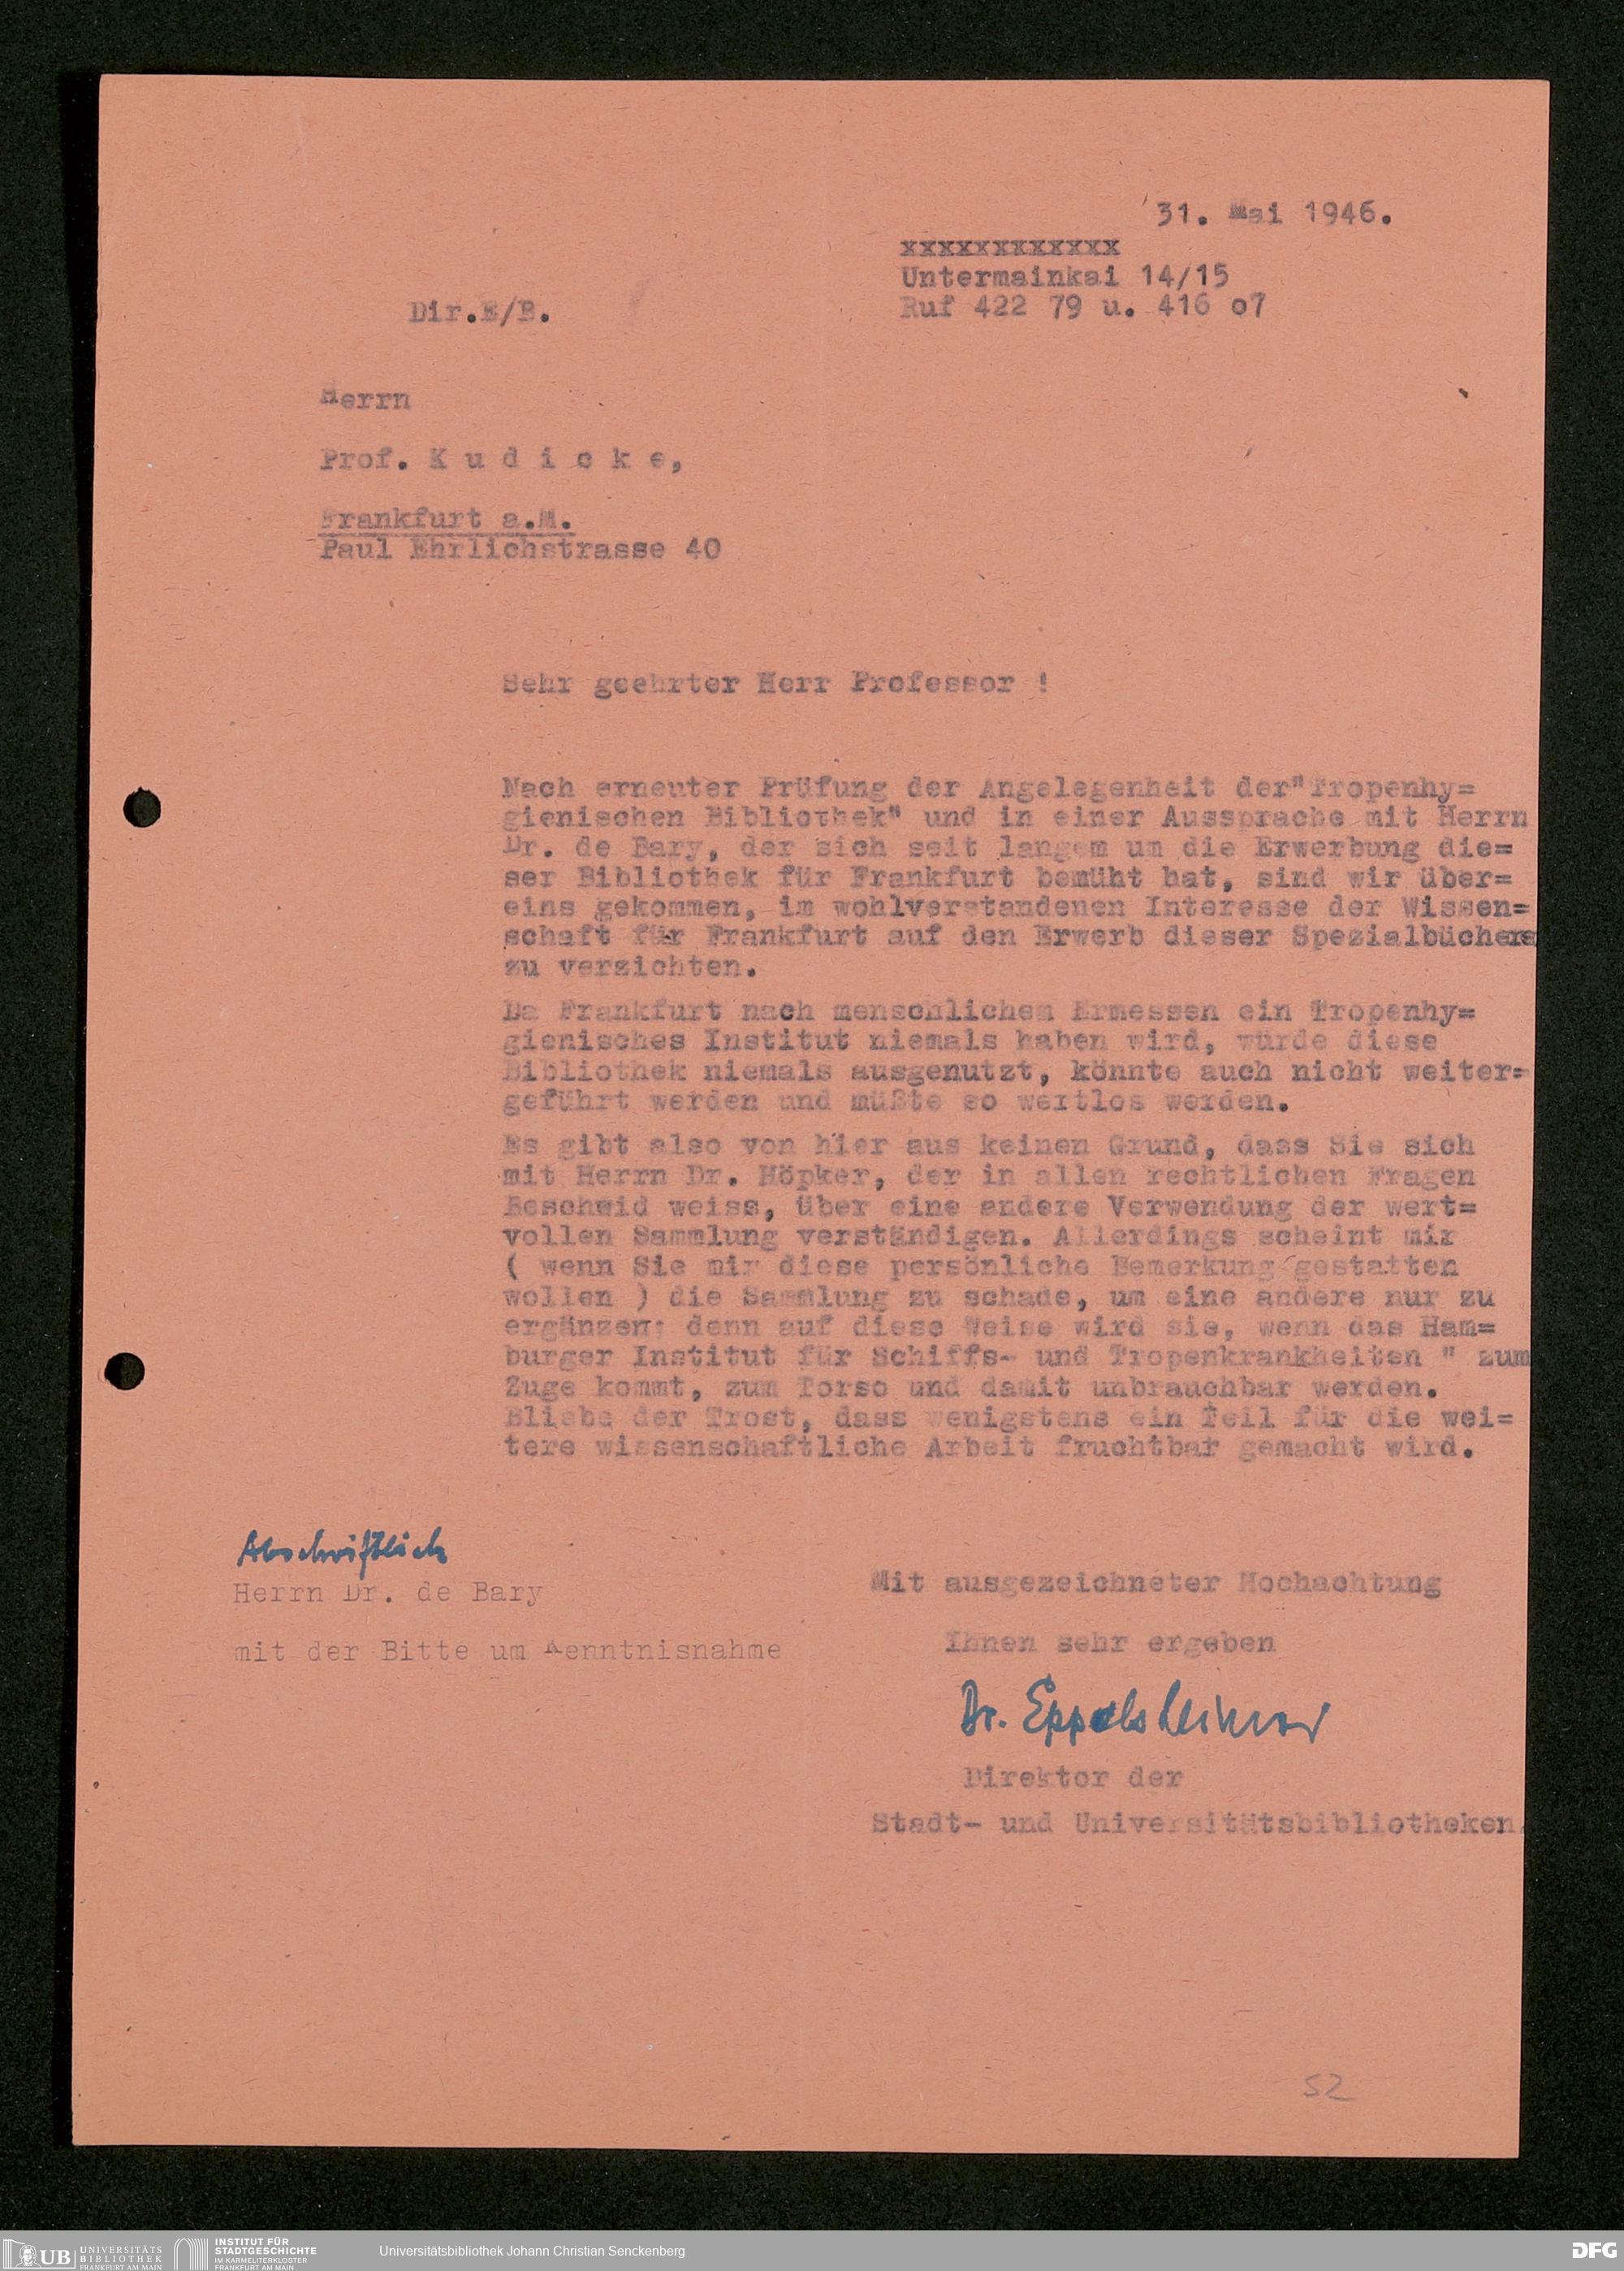 31. Mai 1946.
xxxxxxxxxxxx
Untermainkai 14/15
Dir.E/B.
Ruf 422 79 u. 416 o7
Herrn
Prof. K u d i c k e,
Frankfurt a.M.
Paul Ehrlichstrasse 40
Sehr geehrter Herr Professor !
Nach erneuter Prüfung der Angelegenheit der"Tropenhy=
gienischen Bibliothek" und in einer Aussprache mit Herrn
Dr. de Bary, der sich seit langem um die Erwerbung die=
ser Bibliothek für Frankfurt bemüht hat, sind wir über=
eins gekommen, im wohlverstandenen Interesse der Wissen=
schaft für Frankfurt auf den Erwerb dieser Spezialbücherei
zu verzichten.
Da Frankfurt nach menschlichem Ermessen ein Tropenhy=
gienisches Institut niemals haben wird, würde diese
Bibliothek niemals ausgenutzt, könnte auch nicht weiter=
geführt werden und müßte so wertlos werden.
Es gibt also von hier aus keinen Grund, dass Sie sich
mit Herrn Dr. Höpker, der in allen rechtlichen Fragen
Bescheid weiss, über eine andere Verwendung der wert=
vollen Sammlung verständigen. Allerdings scheint mir
( wenn Sie mir diese persönliche Bemerkung gestatten
wollen ) die Sammlung zu schade, um eine andere nur zu
ergänzen; denn auf diese Weise wird sie, wenn das Ham=
burger Institut für Schiffs- und Tropenkrankheiten " zum
Zuge kommt, zum Torso und damit unbrauchbar werden.
Bliebe der Trost, dass wenigstens ein Teil für die wei=
tere wissenschaftliche Arbeit fruchtbar gemacht wird.
Abschriftlich
Herrn Dr. de Bary
mit der Bitte um Kenntnisnahme
Mit ausgezeichneter Hochachtung
Ihnen sehr ergeben
Dr. Eppelsheimer
Direktor der
Stadt- und Universitätsbibliotheken.
52
UB UNIVERSITÄTS
BIBLIOTHEK
FRANKFURT AM MAIN
INSTITUT FÜR
STADTGESCHICHTE
IM KARMELITERKLOSTER
FRANKFURT AM MAIN
Universitätsbibliothek Johann Christian Senckenberg
DFG